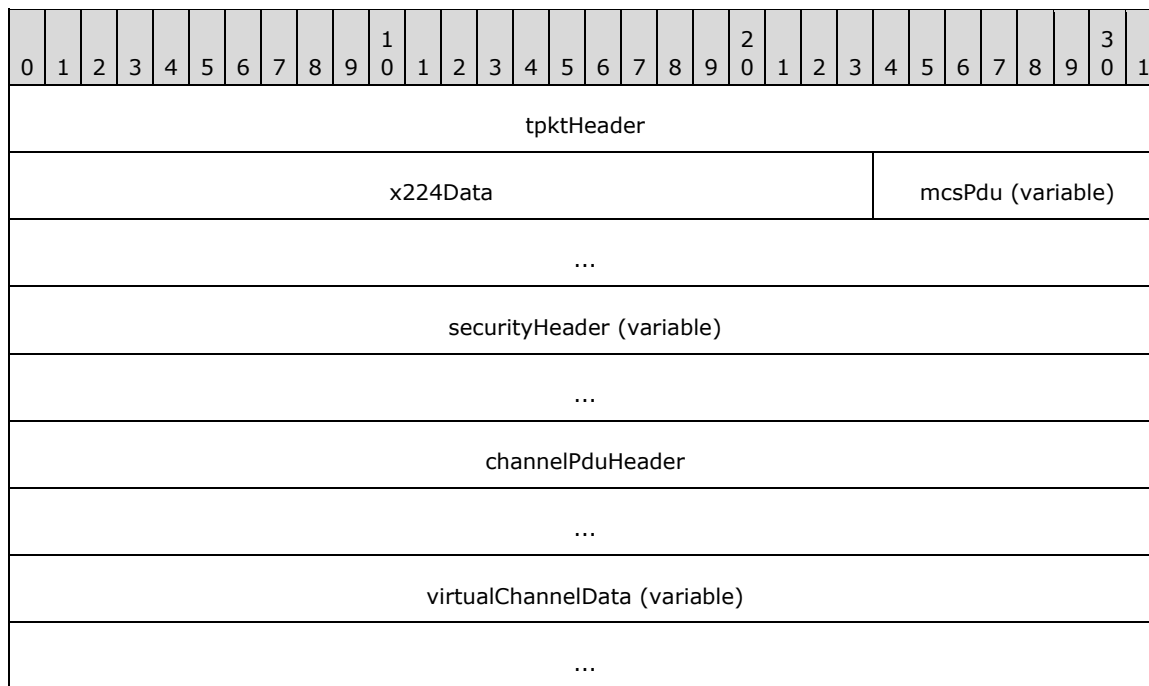 1 2 3
0 1 2 3 4 5 6 7 8 9 0 1 2 3 4 5 6 7 8 9 0 1 2 3 4 5 6 7 8 9 0 1
tpktHeader
x224Data mcsPdu (variable)
...
securityHeader (variable)
...
channelPduHeader
...
virtualChannelData (variable)
...